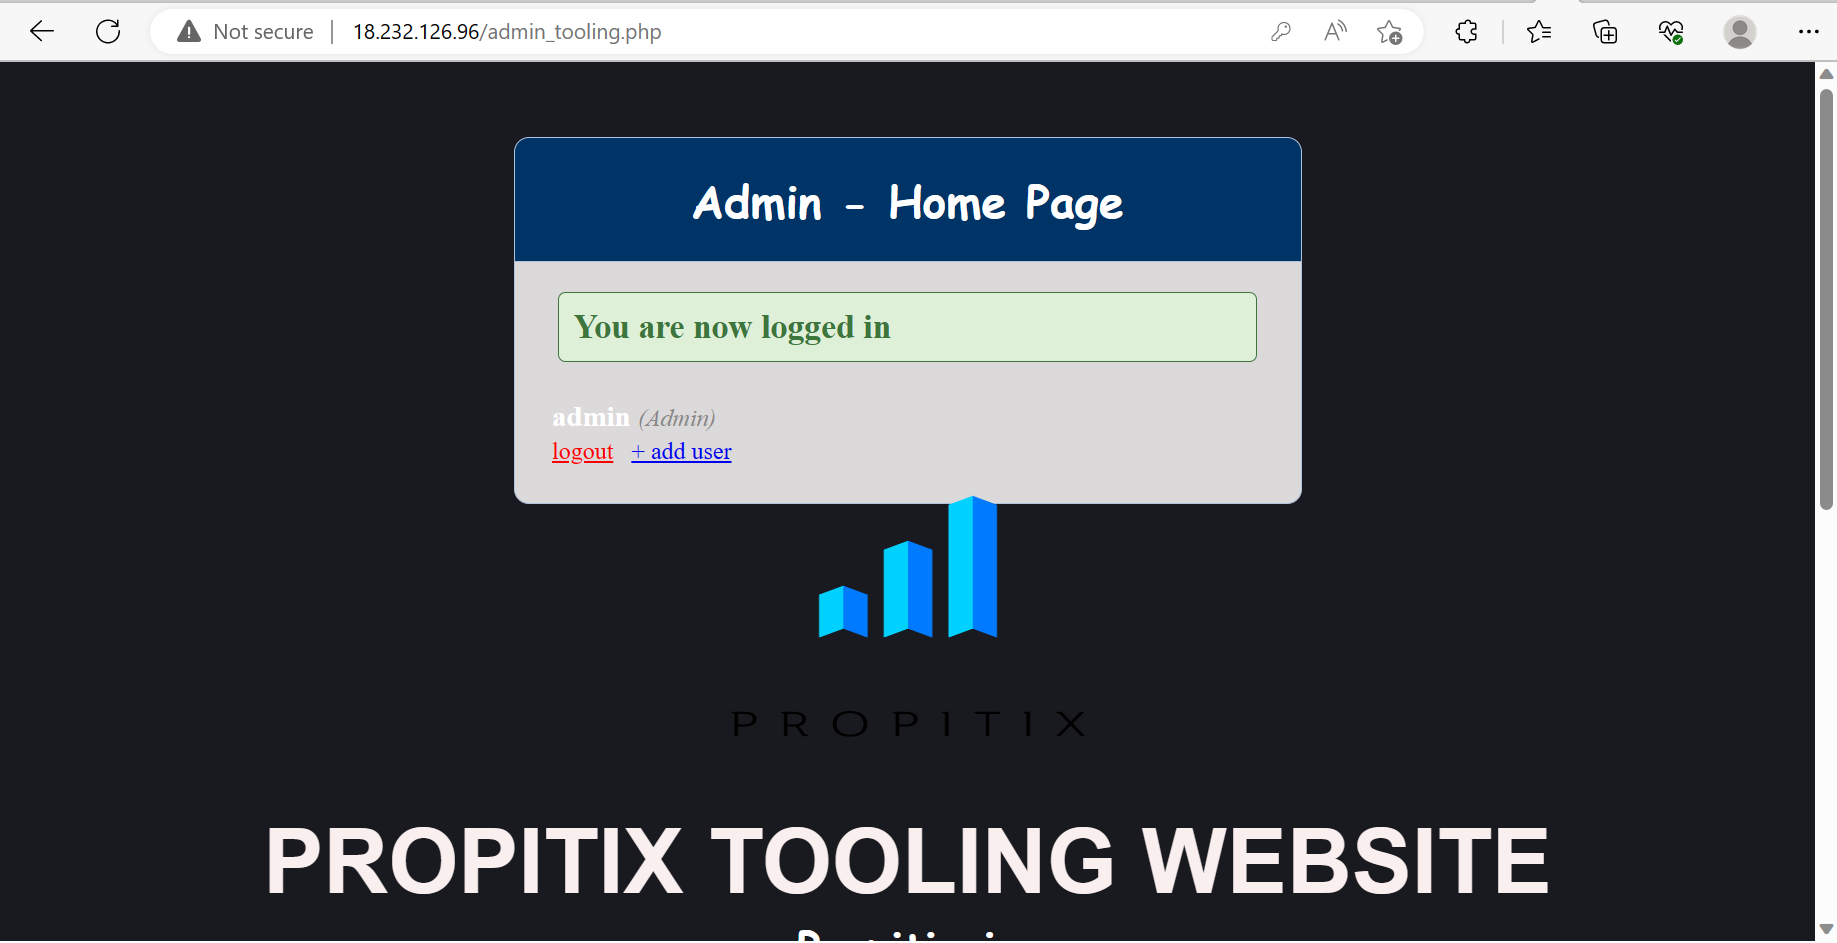 Not secure | 18.232.126.96/admin_tooling.php
Admin - Home Page
You are now logged in
admin (Admin)
logout + add user
PROPITIX
PROPITIX TOOLING WEBSITE